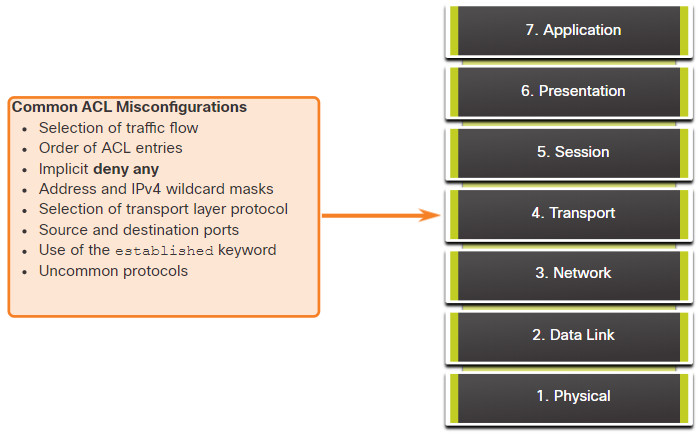 Common ACL Misconfigurations
• Selection of traffic flow
• Order of ACL entries
• Implicit deny any
• Address and IPv4 wildcard masks
• Selection of transport layer protocol
• Source and destination ports
• Use of the established keyword
• Uncommon protocols
7. Application
6. Presentation
5. Session
4. Transport
3. Network
2. Data Link
1. Physical